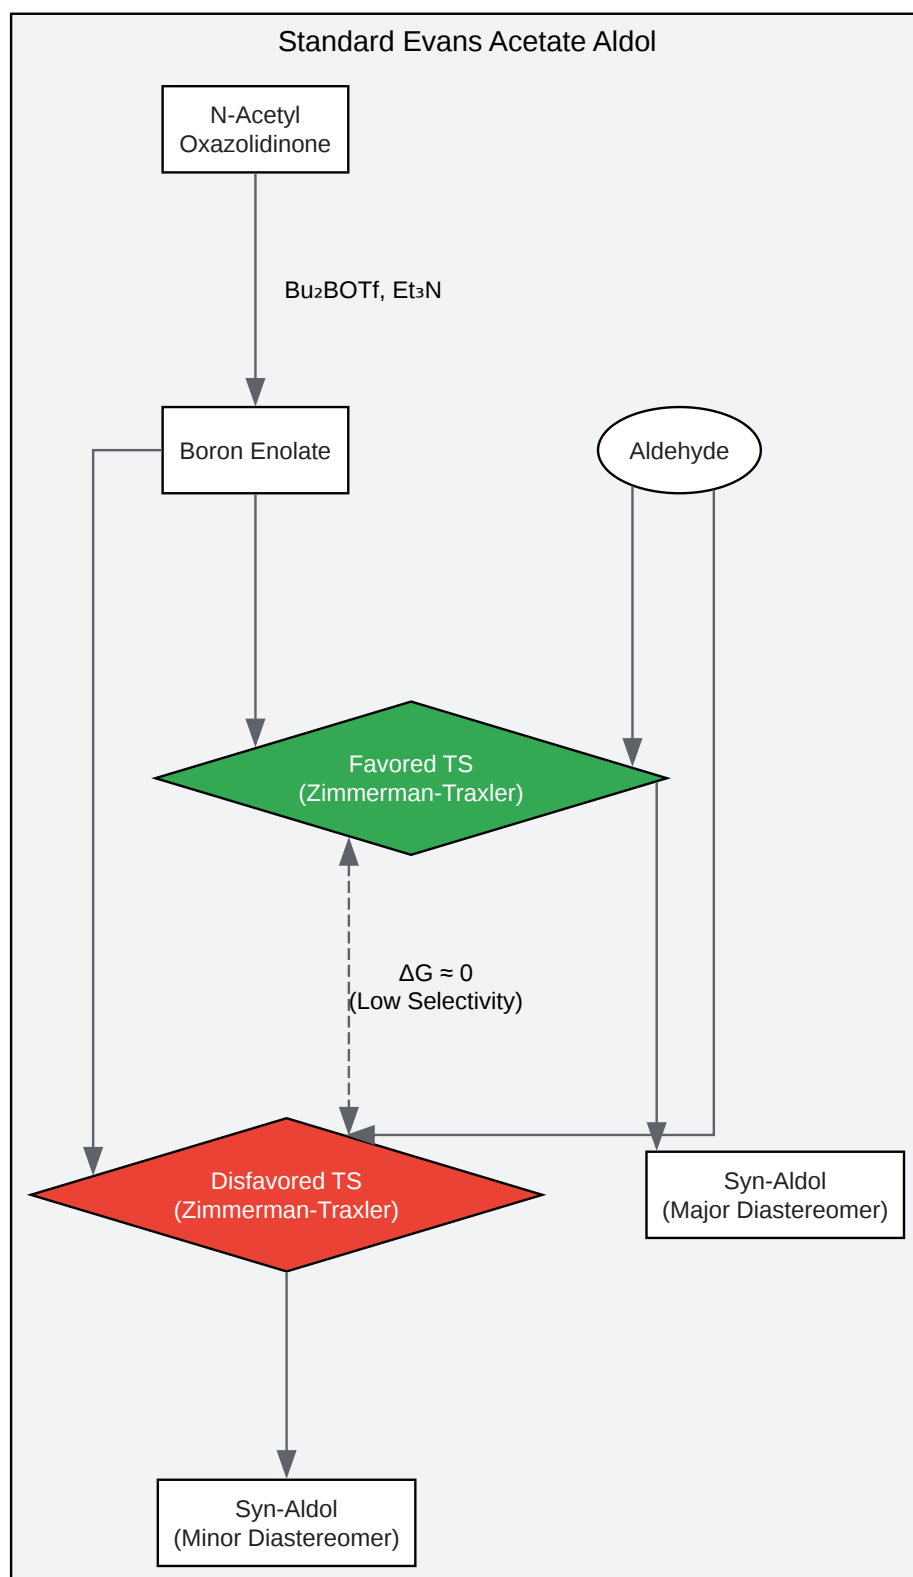 Standard Evans Acetate Aldol
N-Acetyl
Oxazolidinone
Bu₂BOTf, Et₃N
Boron Enolate
Aldehyde
Favored TS
(Zimmerman-Traxler)
ΔG ≈ 0
(Low Selectivity)
Disfavored TS
(Zimmerman-Traxler)
Syn-Aldol
(Major Diastereomer)
Syn-Aldol
(Minor Diastereomer)